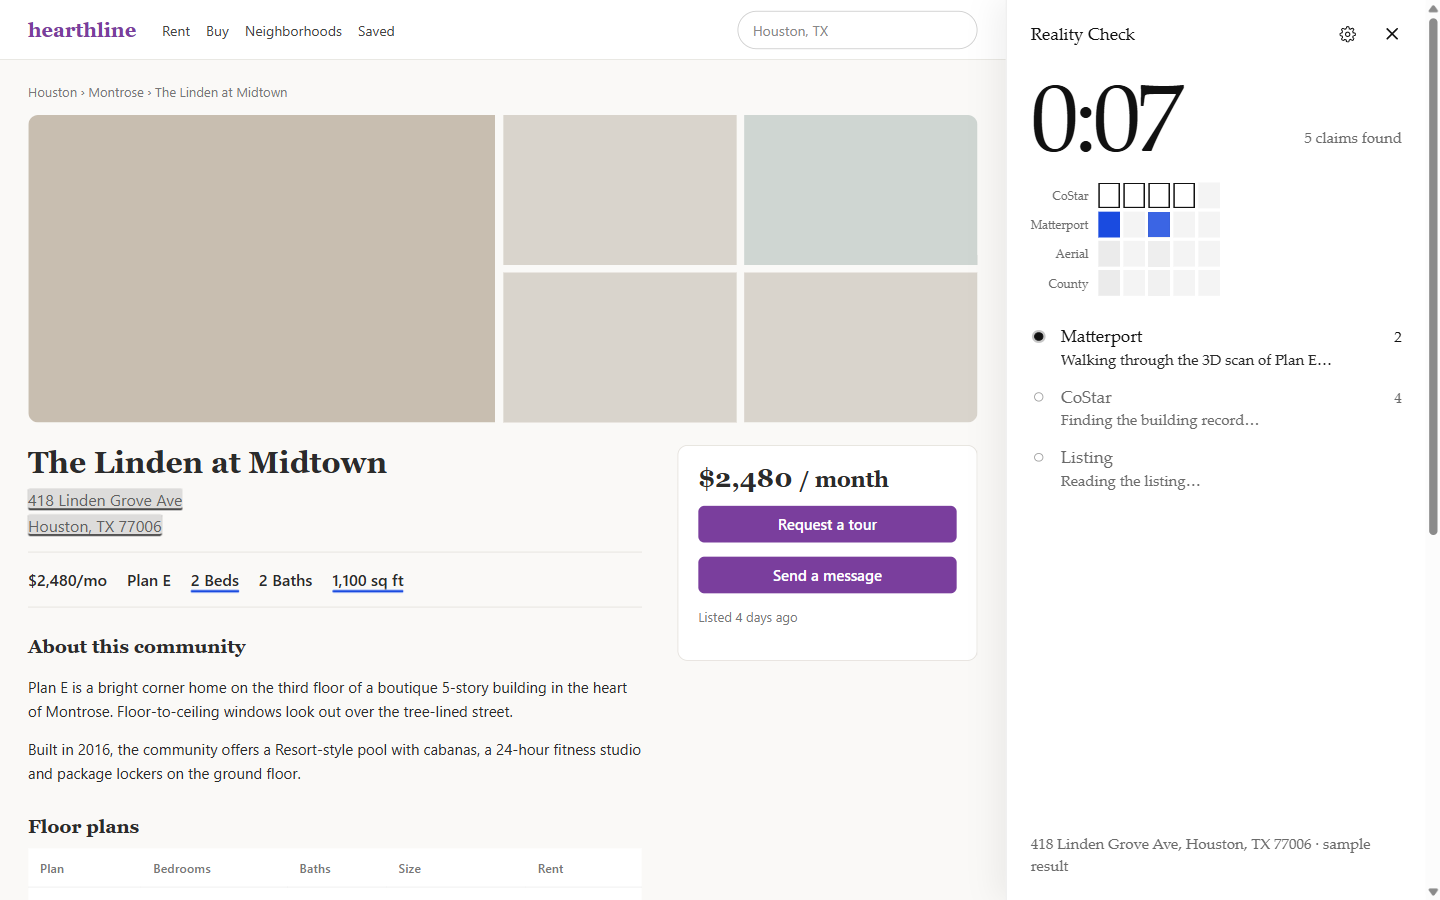 hearthline
Rent Buy Neighborhoods Saved
Houston, TX
Houston › Montrose › The Linden at Midtown
The Linden at Midtown
418 Linden Grove Ave
Houston, TX 77006
$2,480/mo Plan E 2 Beds 2 Baths 1,100 sq ft
About this community
Plan E is a bright corner home on the third floor of a boutique 5-story building in the heart
of Montrose. Floor-to-ceiling windows look out over the tree-lined street.
Built in 2016, the community offers a Resort-style pool with cabanas, a 24-hour fitness studio
and package lockers on the ground floor.
Floor plans
Plan Bedrooms Baths Size Rent
$2,480 / month
Request a tour
Send a message
Listed 4 days ago
Reality Check
0:07
5 claims found
CoStar
Matterport
Aerial
County
Matterport 2
Walking through the 3D scan of Plan E…
CoStar 4
Finding the building record…
Listing
Reading the listing…
418 Linden Grove Ave, Houston, TX 77006 · sample
result